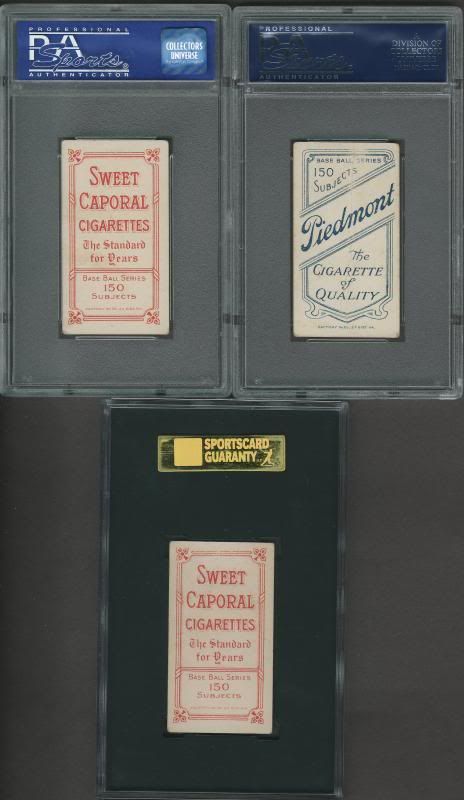 PROFESSIONAL
PSA
Sports
AUTHENTICATOR
COLLECTORS
UNIVERSE
SWEET
CAPORAL
CIGARETTES
The Standard
for Years
BASE BALL SERIES
150
SUBJECTS
PROFESSIONAL
PSA
Sports
AUTHENTICATOR
A
DIVISION OF
COLLECTORS
UNIVERSE
BASE BALL SERIES
150
SUBJECTS
Piedmont
The
CIGARETTE
of
QUALITY
SPORTSCARD
GUARANTY
SWEET
CAPORAL
CIGARETTES
The Standard
for Years
BASE BALL SERIES
150
SUBJECTS